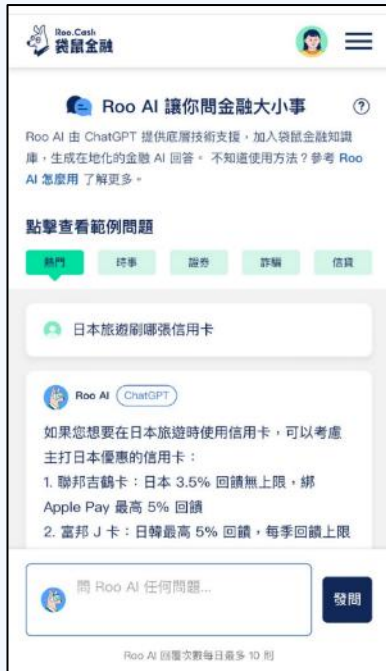 Roo.Cash
袋鼠金融
Roo AI 讓你問金融大小事
Roo AI 由 ChatGPT 提供底層技術支援，加入袋鼠金融知識
庫，生成在地化的金融 AI 回答。 不知道使用方法？參考 Roo
AI 怎麼用 了解更多。
點擊查看範例問題
熱門 時事 證券 詐騙 信貸
日本旅遊刷哪張信用卡
Roo AI ChatGPT
如果您想要在日本旅遊時使用信用卡，可以考慮
主打日本優惠的信用卡：
1. 聯邦吉鶴卡：日本 3.5% 回饋無上限，綁
Apple Pay 最高 5% 回饋
2. 富邦 J 卡：日韓最高 5% 回饋，每季回饋上限
問 Roo AI 任何問題...
發問
Roo AI 回覆次數每日最多 10 則